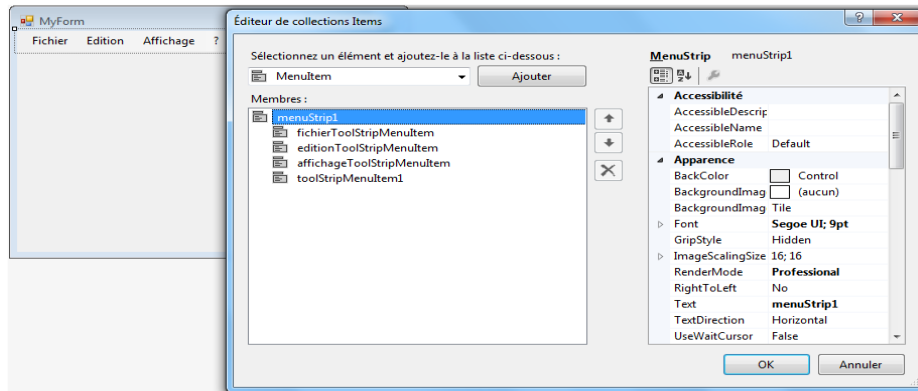 MyForm
Fichier Edition Affichage ?
Éditeur de collections Items
Sélectionnez un élément et ajoutez-le à la liste ci-dessous :
MenuItem
Ajouter
Membres :
menuStrip1
fichierToolStripMenuItem
editionToolStripMenuItem
affichageToolStripMenuItem
toolStripMenuItem1
MenuStrip menuStrip1
Accessibilité
AccessibleDescrip
AccessibleName
AccessibleRole Default
Apparence
BackColor Control
BackgroundImag (aucun)
BackgroundImag Tile
Font Segoe UI; 9pt
GripStyle Hidden
ImageScalingSize 16; 16
RenderMode Professional
RightToLeft No
Text menuStrip1
TextDirection Horizontal
UseWaitCursor False
OK
Annuler